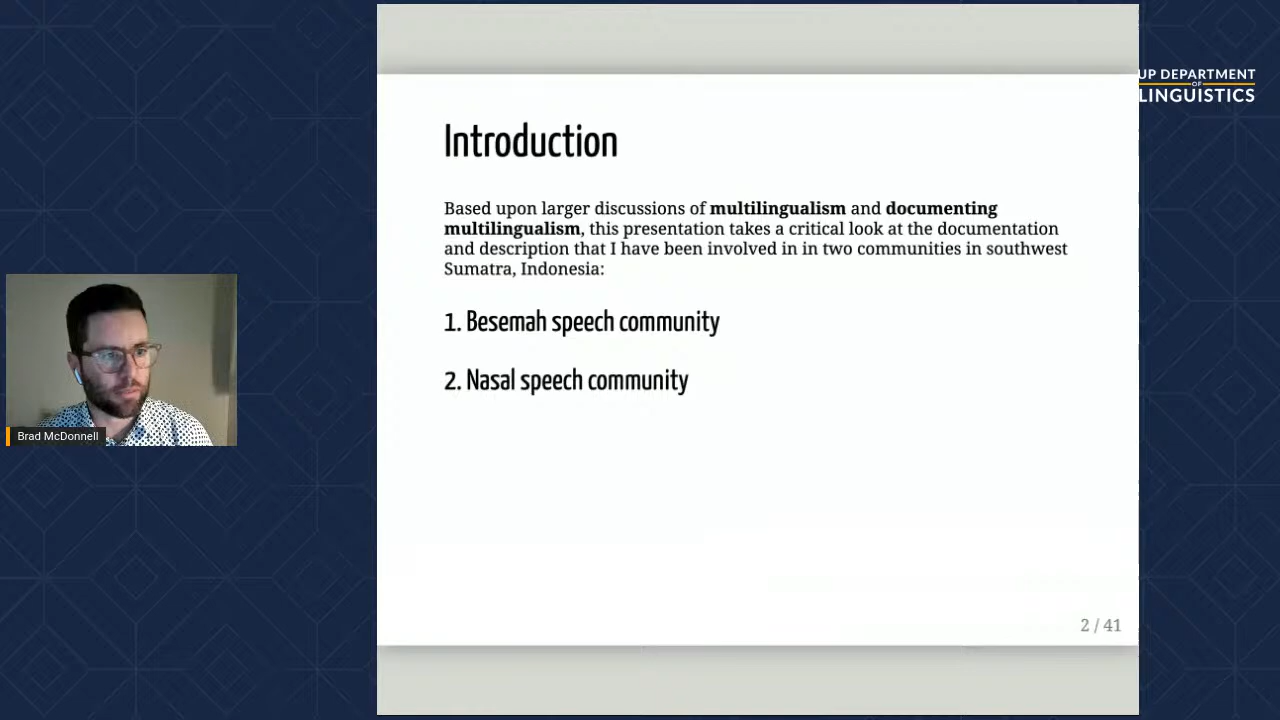 UP DEPARTMENT
OF
LINGUISTICS
Introduction
Based upon larger discussions of multilingualism and documenting
multilingualism, this presentation takes a critical look at the documentation
and description that I have been involved in in two communities in southwest
Sumatra, Indonesia:
1. Besemah speech community
2. Nasal speech community
Brad McDonnell
2 / 41